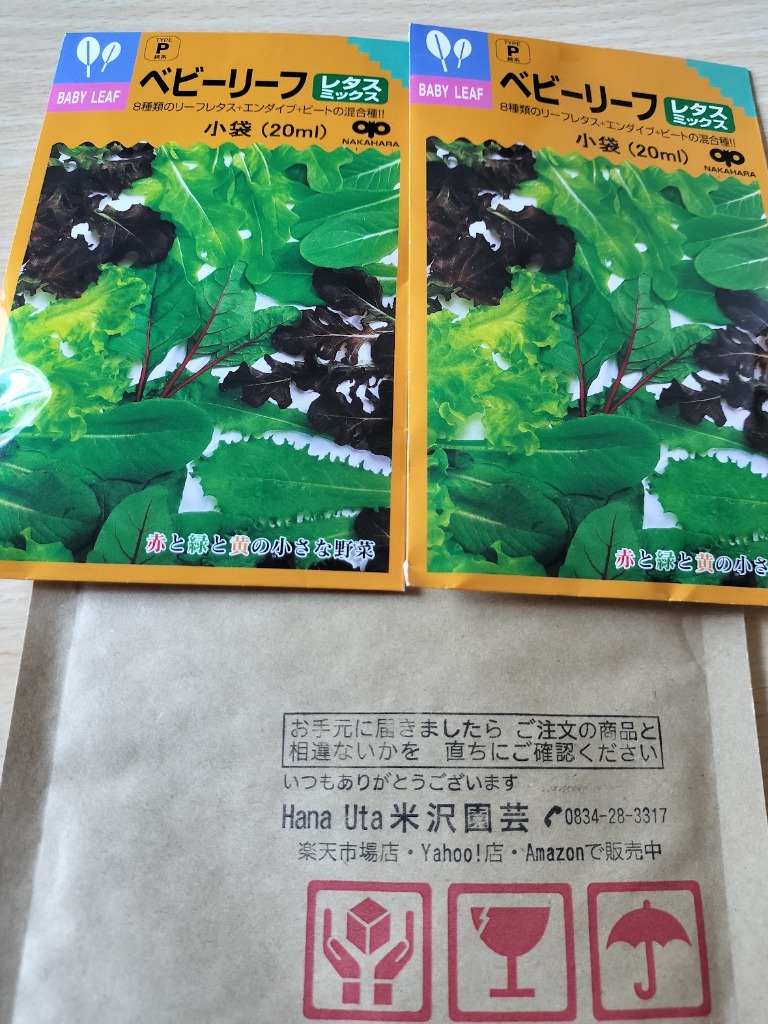 BABY LEAF
TYPE
P
ベビーリーフ
レタス
ミックス
8種類のリーフレタス+エンダイブ+ビートの混合種!!
小袋（20ml）
NAKAHARA
赤と緑と黄の小さな野菜
BABY LEAF
TYPE
P
ベビーリーフ
レタス
ミックス
8種類のリーフレタス+エンダイブ+ビートの混合種!!
小袋（20ml）
NAKAHARA
赤と緑と黄の小さ
お手元に届きましたら ご注文の商品と
相違ないかを 直ちにご確認ください
いつもありがとうございます
Hana Uta 米沢園芸 0834-28-3317
楽天市場店・Yahoo!店・Amazonで販売中